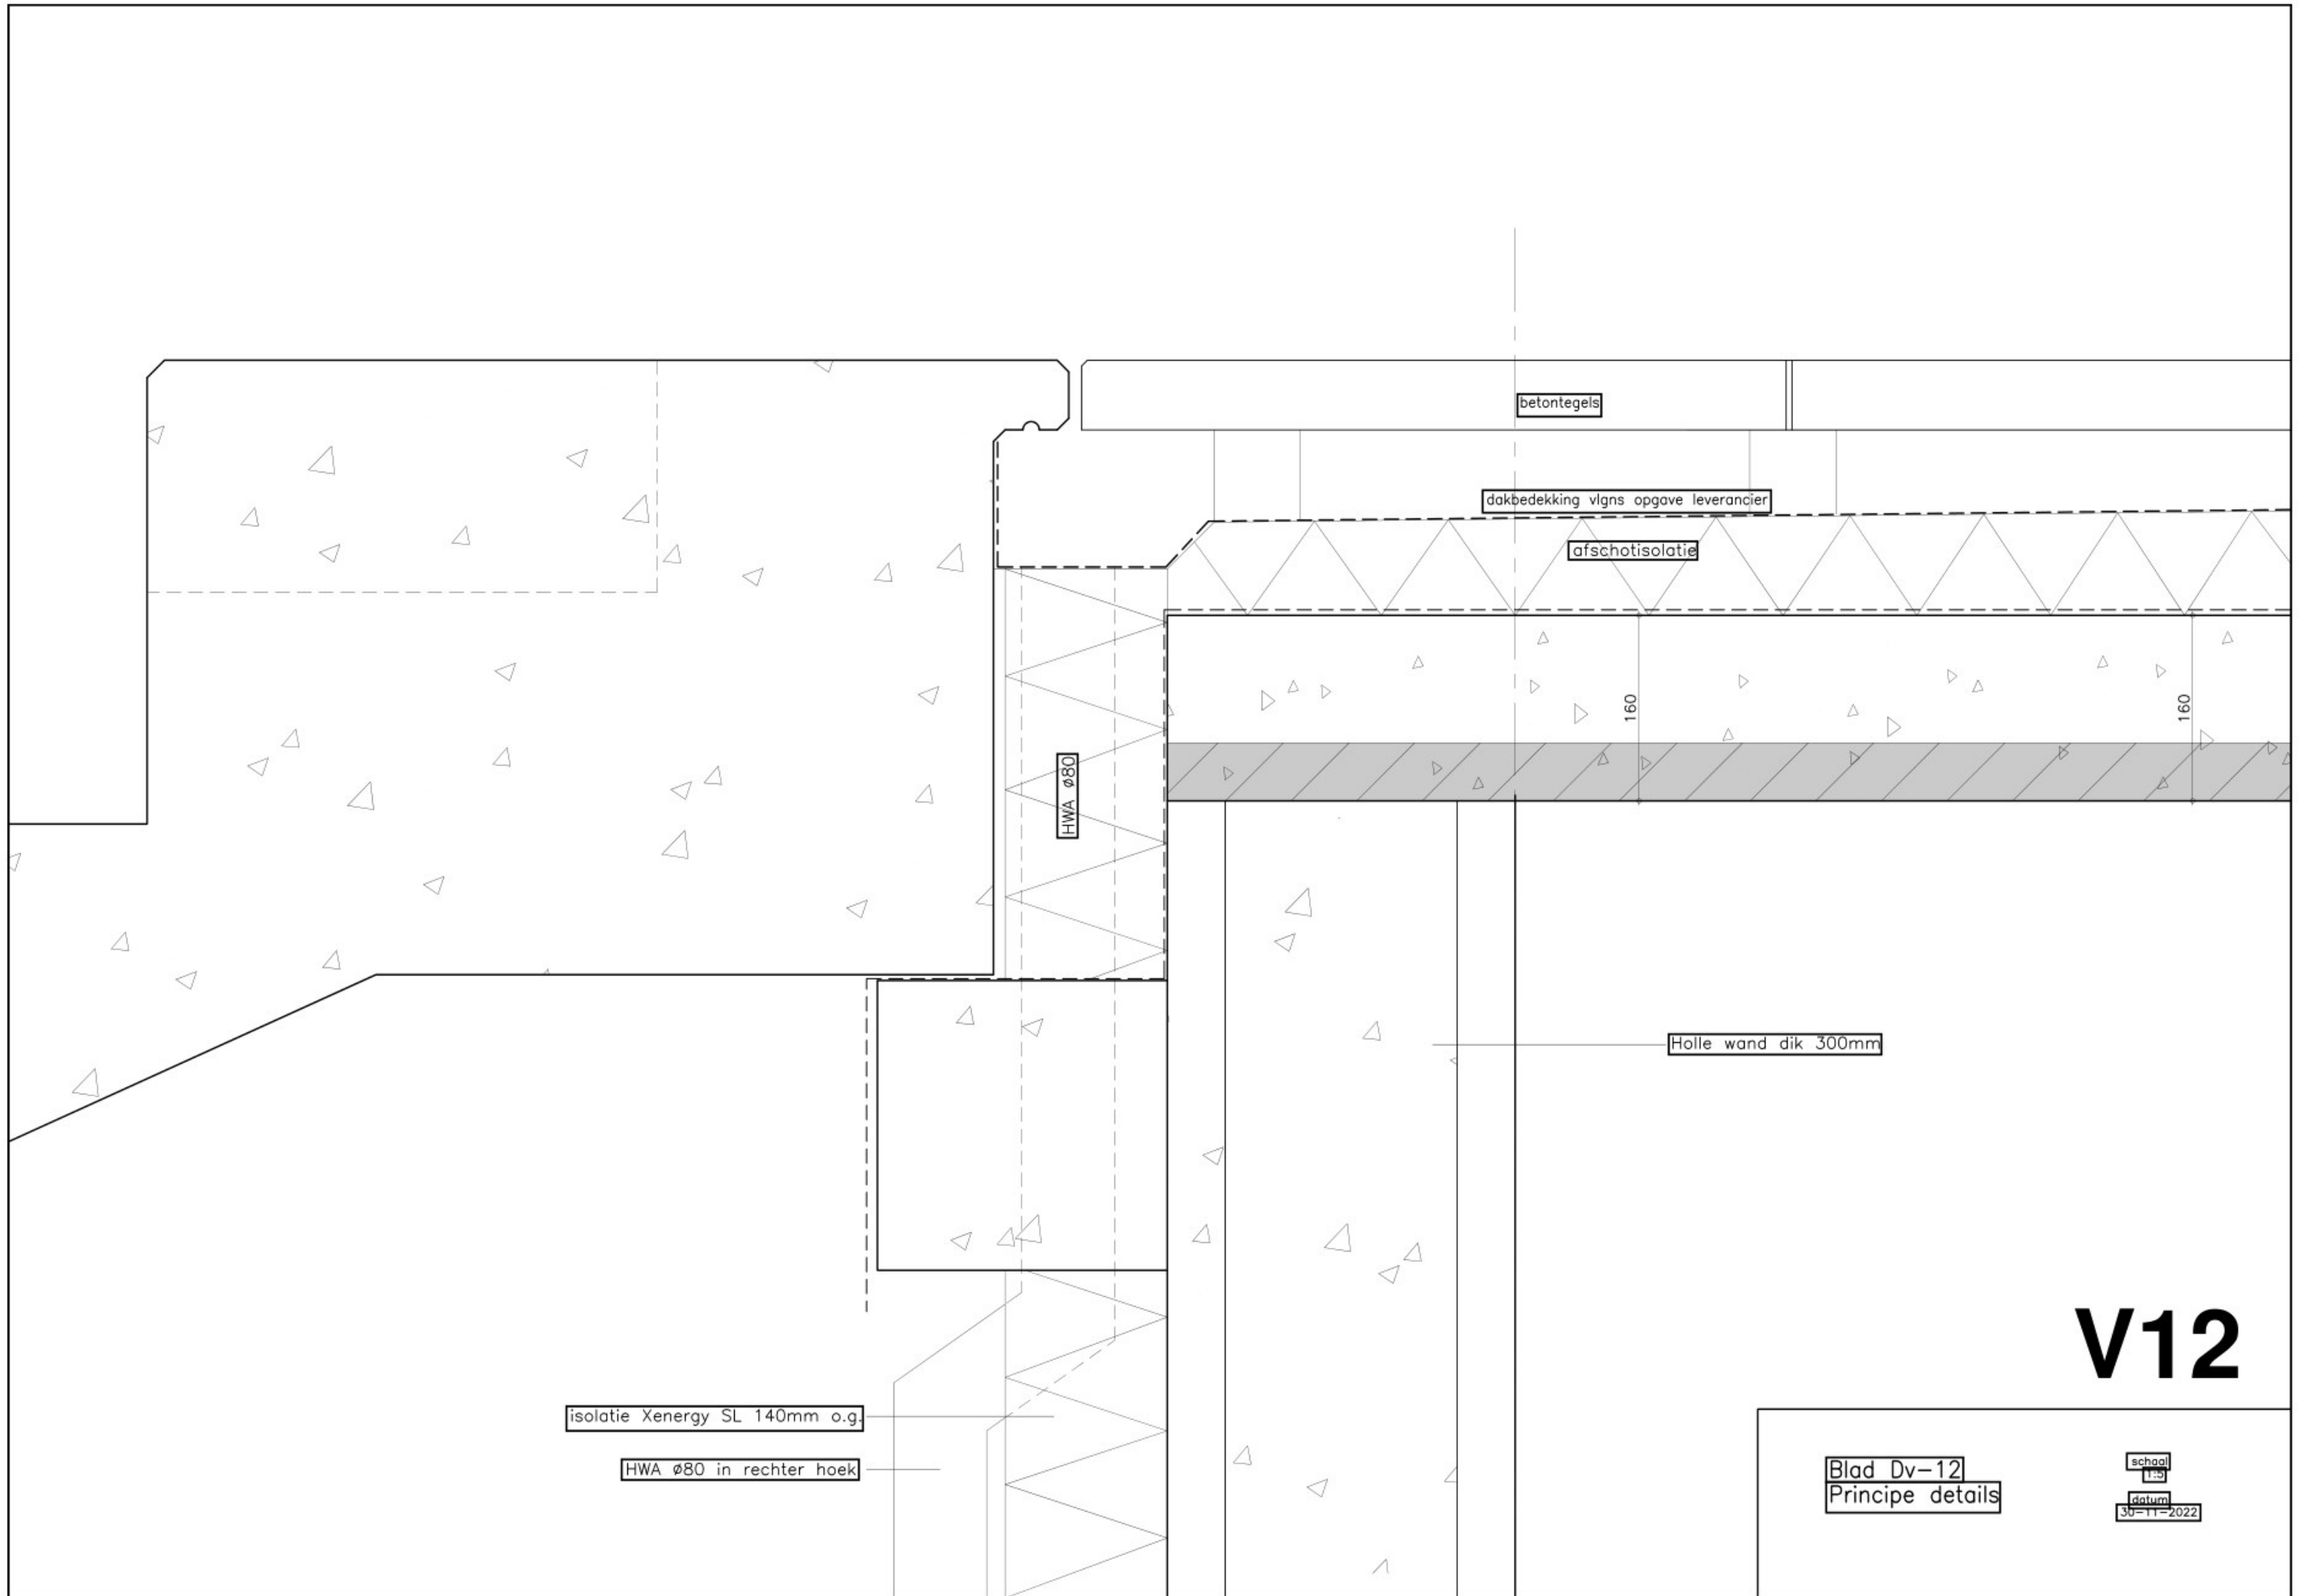 betontegels
dakbedekking vlgns opgave leverancier
afschotisolatie
160
160
HWA ø80
Holle wand dik 300mm
isolatie Xenergy SL 140mm o.g.
HWA ø80 in rechter hoek
V12
Blad Dv-12
Principe details
schaal
1:5
datum
30-11-2022